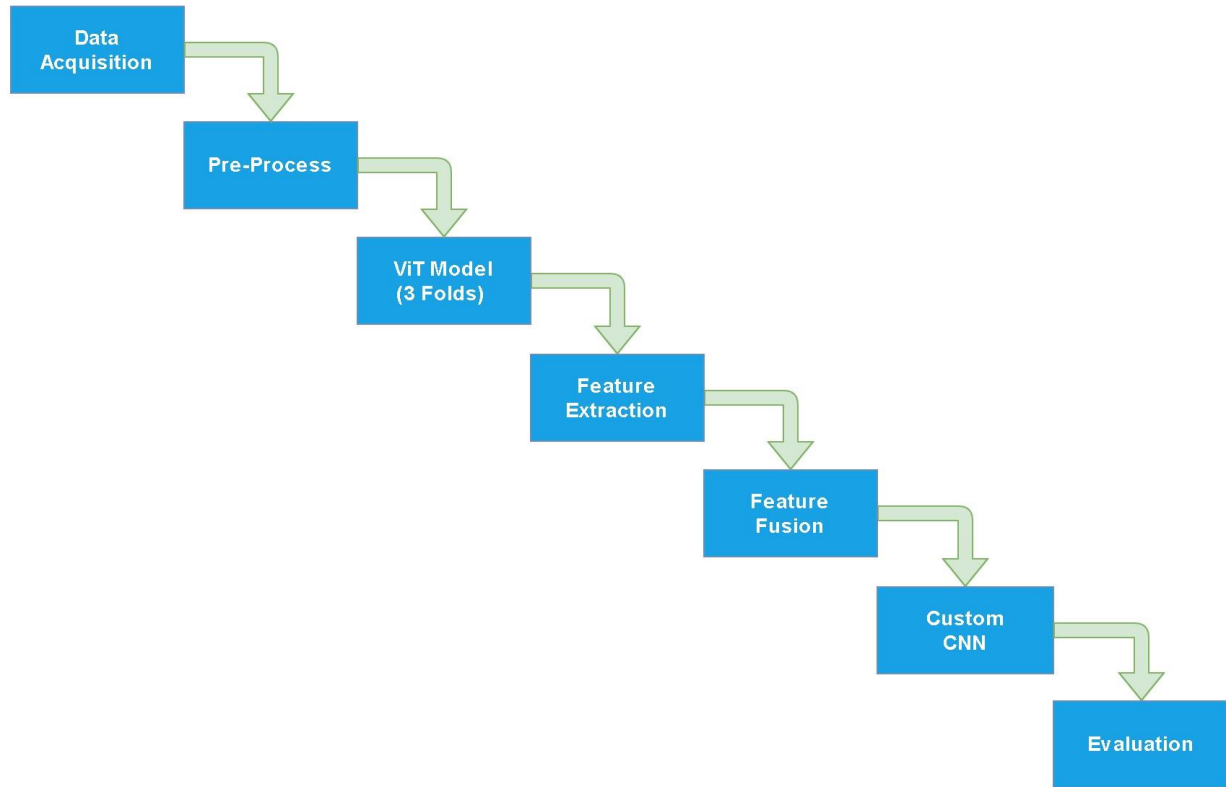 Data
Acquisition
Pre-Process
ViT Model
(3 Folds)
Feature
Extraction
Feature
Fusion
Custom
CNN
Evaluation